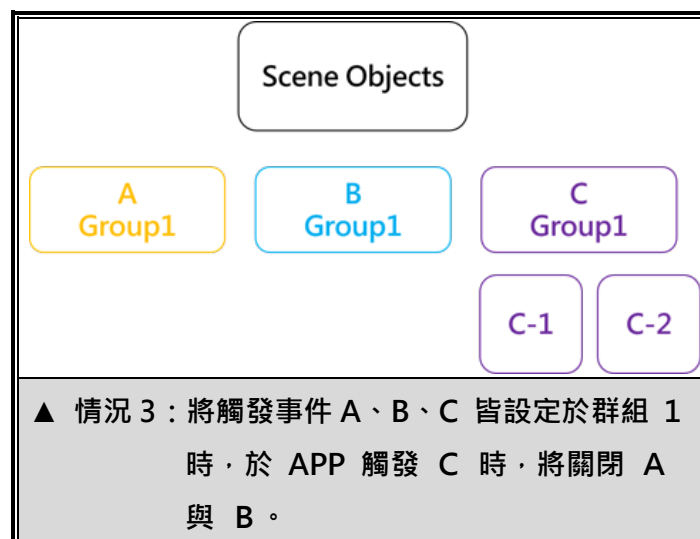 Scene Objects
A
Group1
B
Group1
C
Group1
C-1
C-2
▲ 情況 3：將觸發事件 A、B、C 皆設定於群組 1
時，於 APP 觸發 C 時，將關閉 A
與 B。